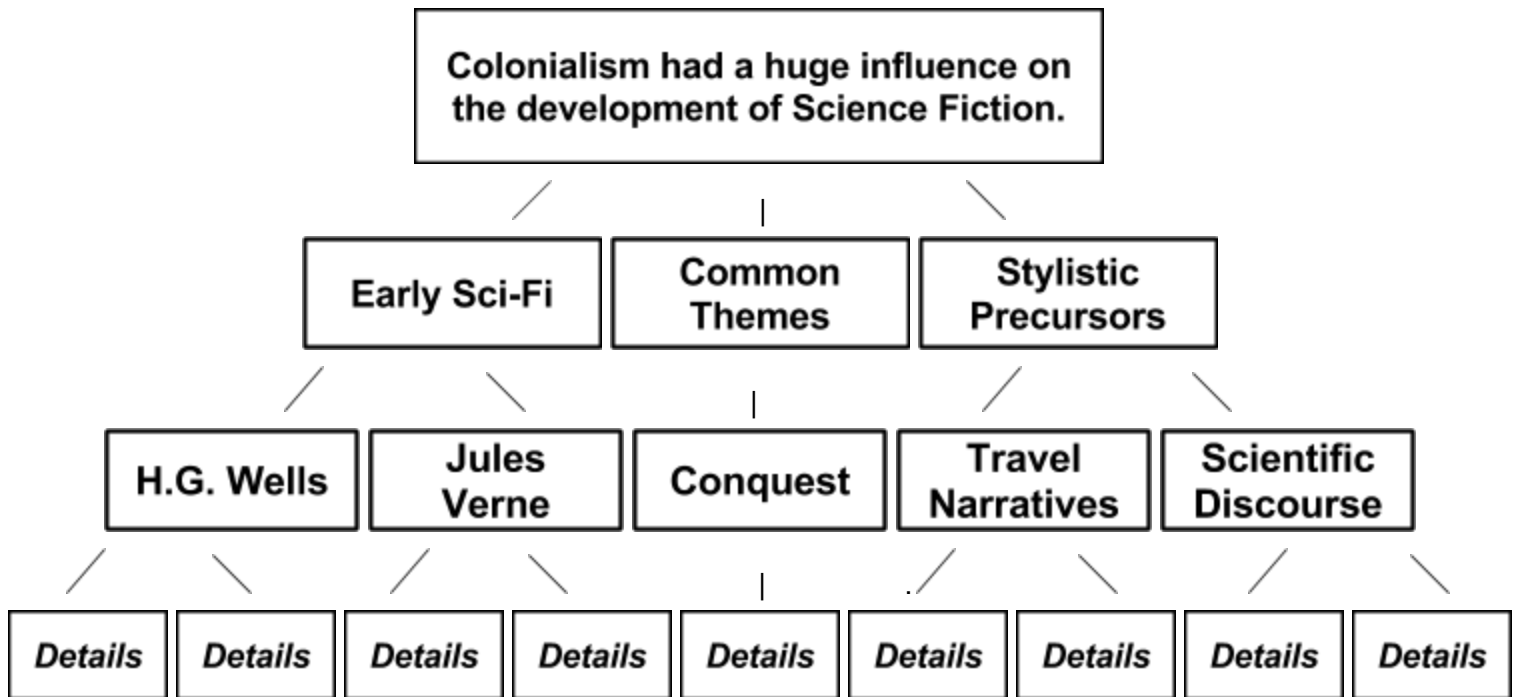 Colonialism had a huge influence on
the development of Science Fiction.
Early Sci-Fi
Common
Themes
Stylistic
Precursors
H.G. Wells
Jules
Verne
Conquest
Travel
Narratives
Scientific
Discourse
Details
Details
Details
Details
Details
Details
Details
Details
Details